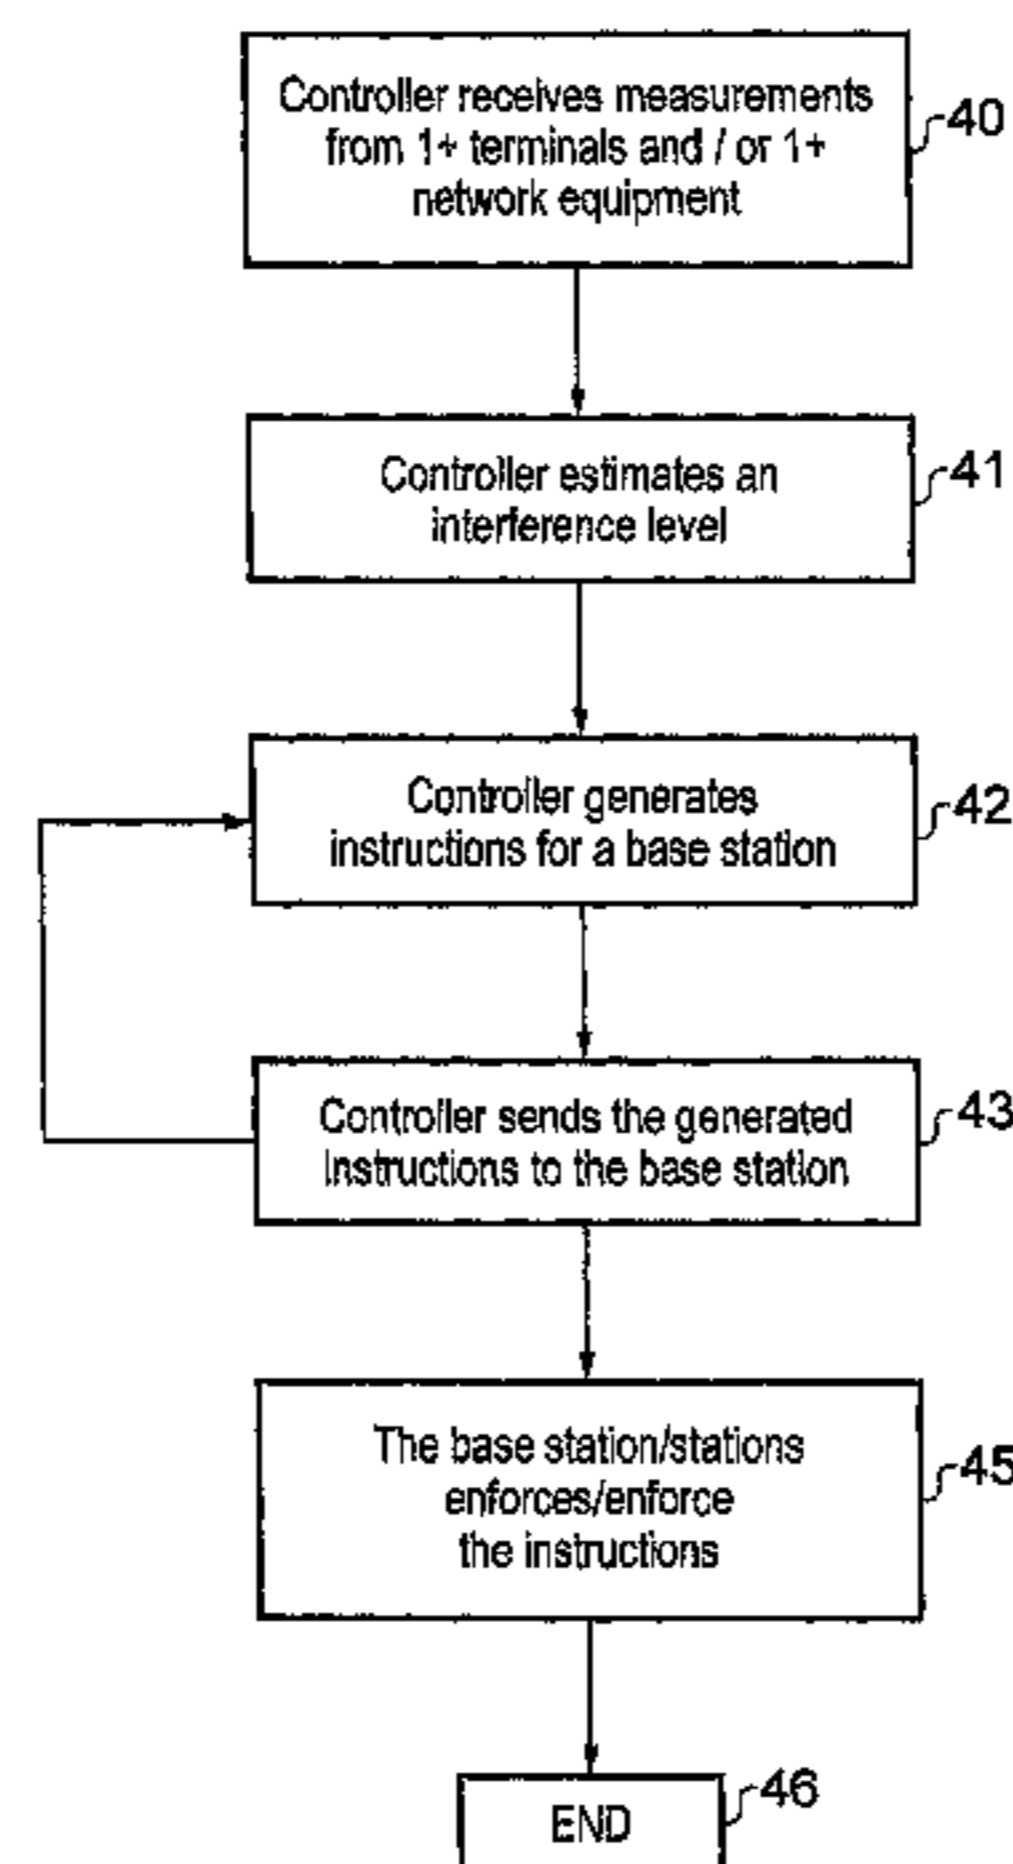 Controller receives measurements
from 1+ terminals and / or 1+
network equipment
40
Controller estimates an
interference level
41
Controller generates
instructions for a base station
42
Controller sends the generated
instructions to the base station
43
The base station/stations
enforces/enforce
the instructions
45
END
46